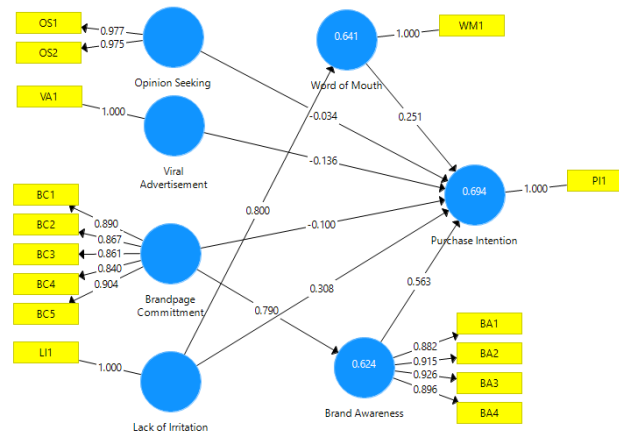 OS1
0.977
OS2
0.975
Opinion Seeking
VA1
1.000
Viral
Advertisement
BC1
BC2
BC3
BC4
BC5
0.890
0.867
0.861
0.840
0.904
Brandpage
Committment
LI1
1.000
Lack of Irritation
0.641
Word of Mouth
1.000
WM1
-0.034
0.251
-0.136
0.800
-0.100
0.308
0.790
0.563
0.694
Purchase Intention
1.000
PI1
0.624
Brand Awareness
0.882
0.915
0.926
0.896
BA1
BA2
BA3
BA4